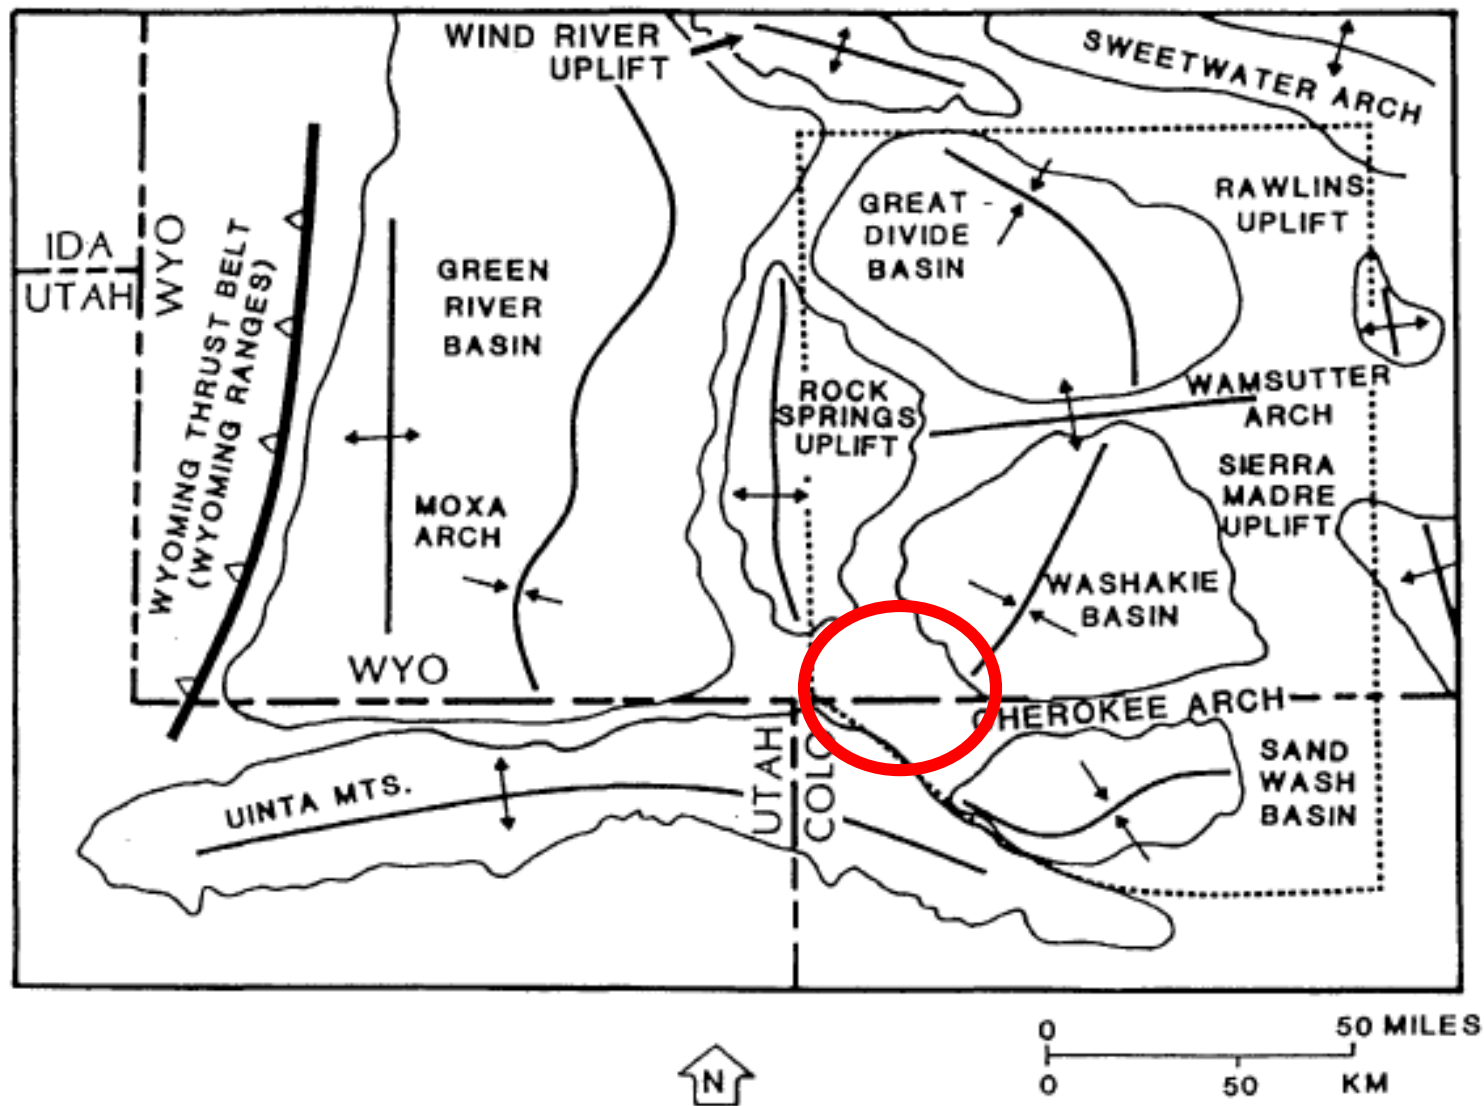 WIND RIVER
UPLIFT
SWEETWATER ARCH
IDA
UTAH
WYO
WYOMING THRUST BELT
(WYOMING RANGES)
GREEN
RIVER
BASIN
GREAT
DIVIDE
BASIN
RAWLINS
UPLIFT
ROCK
SPRINGS
UPLIFT
WAMSUTTER
ARCH
MOXA
ARCH
SIERRA
MADRE
UPLIFT
WASHAKIE
BASIN
WYO
CHEROKEE ARCH
UINTA MTS.
UTAH
COLO
SAND
WASH
BASIN
N
0 50 MILES
0 50 KM